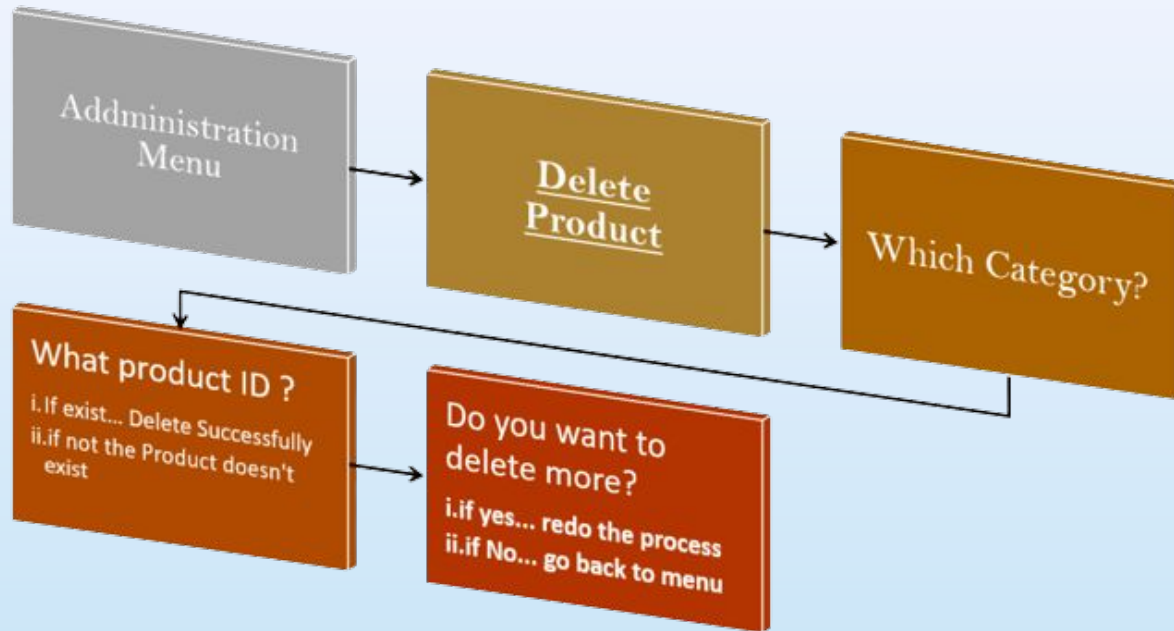 Addministration
Menu
Delete
Product
Which Category?
What product ID ?
i. If exist... Delete Successfully
ii.if not the Product doesn't
exist
Do you want to
delete more?
i.if yes... redo the process
ii.if No... go back to menu